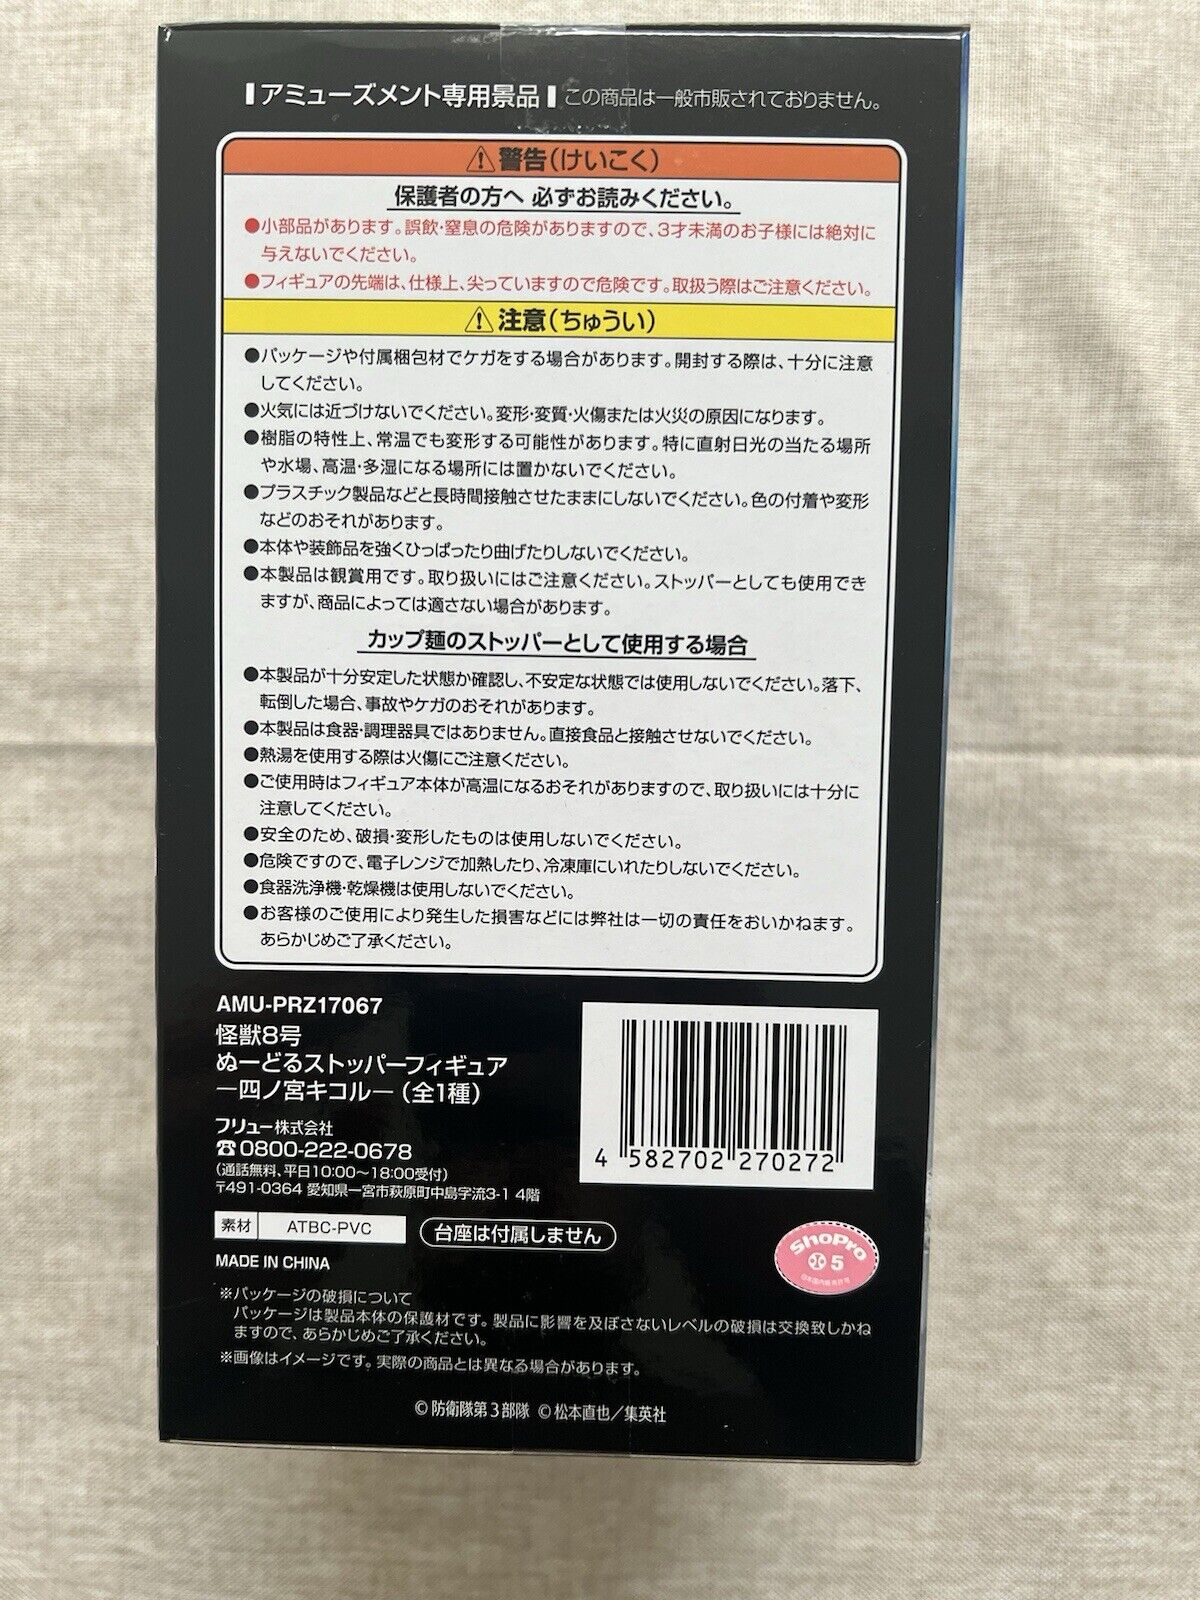 アミューズメント専用景品 この商品は一般市販されておりません。
⚠警告(けいこく)
保護者の方へ 必ずお読みください。
●小部品があります。誤飲・窒息の危険がありますので、3才未満のお子様には絶対に
与えないでください。
●フィギュアの先端は、仕様上、尖っていますので危険です。取扱う際はご注意ください。
⚠注意(ちゅうい)
●パッケージや付属梱包材でケガをする場合があります。開封する際は、十分に注意
してください。
●火気には近づけないでください。変形・変質・火傷または火災の原因になります。
●樹脂の特性上、常温でも変形する可能性があります。特に直射日光の当たる場所
や水場、高温・多湿になる場所には置かないでください。
●プラスチック製品などと長時間接触させたままにしないでください。色の付着や変形
などのおそれがあります。
●本体や装飾品を強くひっぱったり曲げたりしないでください。
●本製品は観賞用です。取り扱いにはご注意ください。ストッパーとしても使用でき
ますが、商品によっては適さない場合があります。
カップ麺のストッパーとして使用する場合
●本製品が十分安定した状態か確認し、不安定な状態では使用しないでください。落下、
転倒した場合、事故やケガのおそれがあります。
●本製品は食器・調理器具ではありません。直接食品と接触させないでください。
●熱湯を使用する際は火傷にご注意ください。
●ご使用時はフィギュア本体が高温になるおそれがありますので、取り扱いには十分に
注意してください。
●安全のため、破損・変形したものは使用しないでください。
●危険ですので、電子レンジで加熱したり、冷凍庫にいれたりしないでください。
●食器洗浄機・乾燥機は使用しないでください。
●お客様のご使用により発生した損害などには弊社は一切の責任をおいかねます。
あらかじめご了承ください。
AMU-PRZ17067
怪獣8号
ぬーどるストッパーフィギュア
―四ノ宮キコル―(全1種)
フリュー株式会社
☎0800-222-0678
(通話無料、平日10:00〜18:00受付)
〒491-0364 愛知県一宮市萩原町中島字流3-1 4階
4 582702 270272
素材 ATBC-PVC 台座は付属しません
MADE IN CHINA
ShoPro
5
日本国内販売許可
※パッケージの破損について
パッケージは製品本体の保護材です。製品に影響を及ぼさないレベルの破損は交換致しかね
ますので、あらかじめご了承ください。
※画像はイメージです。実際の商品とは異なる場合があります。
©防衛隊第3部隊 ©松本直也/集英社